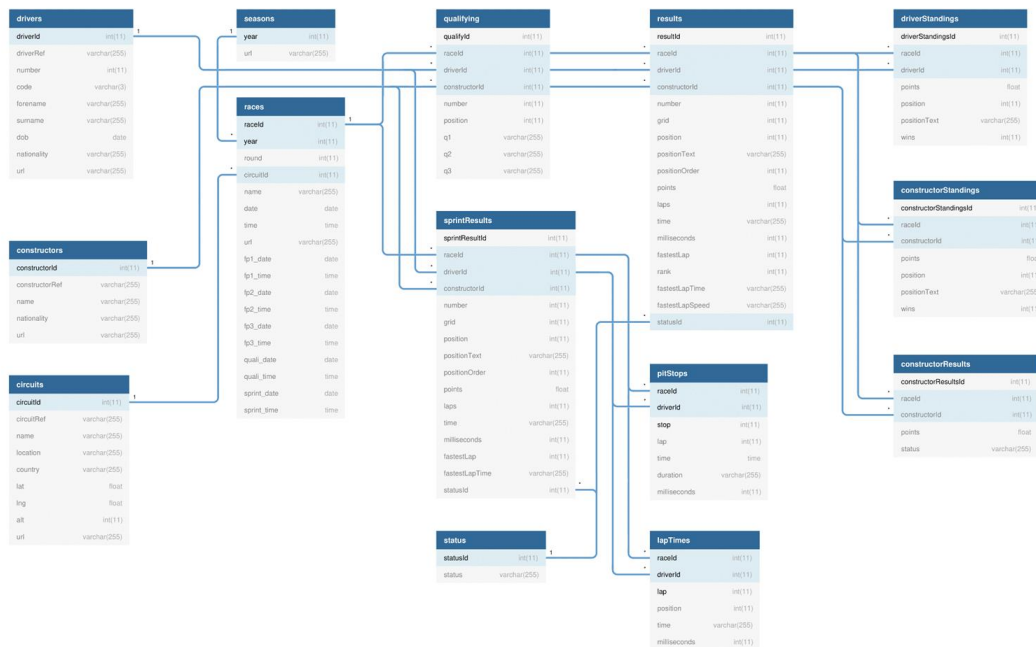 drivers
driverId int(11)
driverRef varchar(255)
number int(11)
code varchar(3)
forename varchar(255)
surname varchar(255)
dob date
nationality varchar(255)
url varchar(255)
constructors
constructorId int(11)
constructorRef varchar(255)
name varchar(255)
nationality varchar(255)
url varchar(255)
circuits
circuitId int(11)
circuitRef varchar(255)
name varchar(255)
location varchar(255)
country varchar(255)
lat float
lng float
alt int(11)
url varchar(255)
seasons
year int(11)
url varchar(255)
races
raceId int(11)
year int(11)
round int(11)
circuitId int(11)
name varchar(255)
date date
time time
url varchar(255)
fp1_date date
fp1_time time
fp2_date date
fp2_time time
fp3_date date
fp3_time time
quali_date date
quali_time time
sprint_date date
sprint_time time
qualifying
qualifyId int(11)
raceId int(11)
driverId int(11)
constructorId int(11)
number int(11)
position int(11)
q1 varchar(255)
q2 varchar(255)
q3 varchar(255)
sprintResults
sprintResultId int(11)
raceId int(11)
driverId int(11)
constructorId int(11)
number int(11)
grid int(11)
position int(11)
positionText varchar(255)
positionOrder int(11)
points float
laps int(11)
time varchar(255)
milliseconds int(11)
fastestLap int(11)
fastestLapTime varchar(255)
statusId int(11)
status
statusId int(11)
status varchar(255)
results
resultId int(11)
raceId int(11)
driverId int(11)
constructorId int(11)
number int(11)
grid int(11)
position int(11)
positionText varchar(255)
positionOrder int(11)
points float
laps int(11)
time varchar(255)
milliseconds int(11)
fastestLap int(11)
rank int(11)
fastestLapTime varchar(255)
fastestLapSpeed varchar(255)
statusId int(11)
pitStops
raceId int(11)
driverId int(11)
stop int(11)
lap int(11)
time time
duration varchar(255)
milliseconds int(11)
lapTimes
raceId int(11)
driverId int(11)
lap int(11)
position int(11)
time varchar(255)
milliseconds int(11)
driverStandings
driverStandingsId int(11)
raceId int(11)
driverId int(11)
points float
position int(11)
positionText varchar(255)
wins int(11)
constructorStandings
constructorStandingsId int(11
raceId int(11
constructorId int(1
points floa
position int(11
positionText varchar(255
wins int(11
constructorResults
constructorResultsId int(11)
raceId int(11)
constructorId int(11)
points float
status varchar(255)